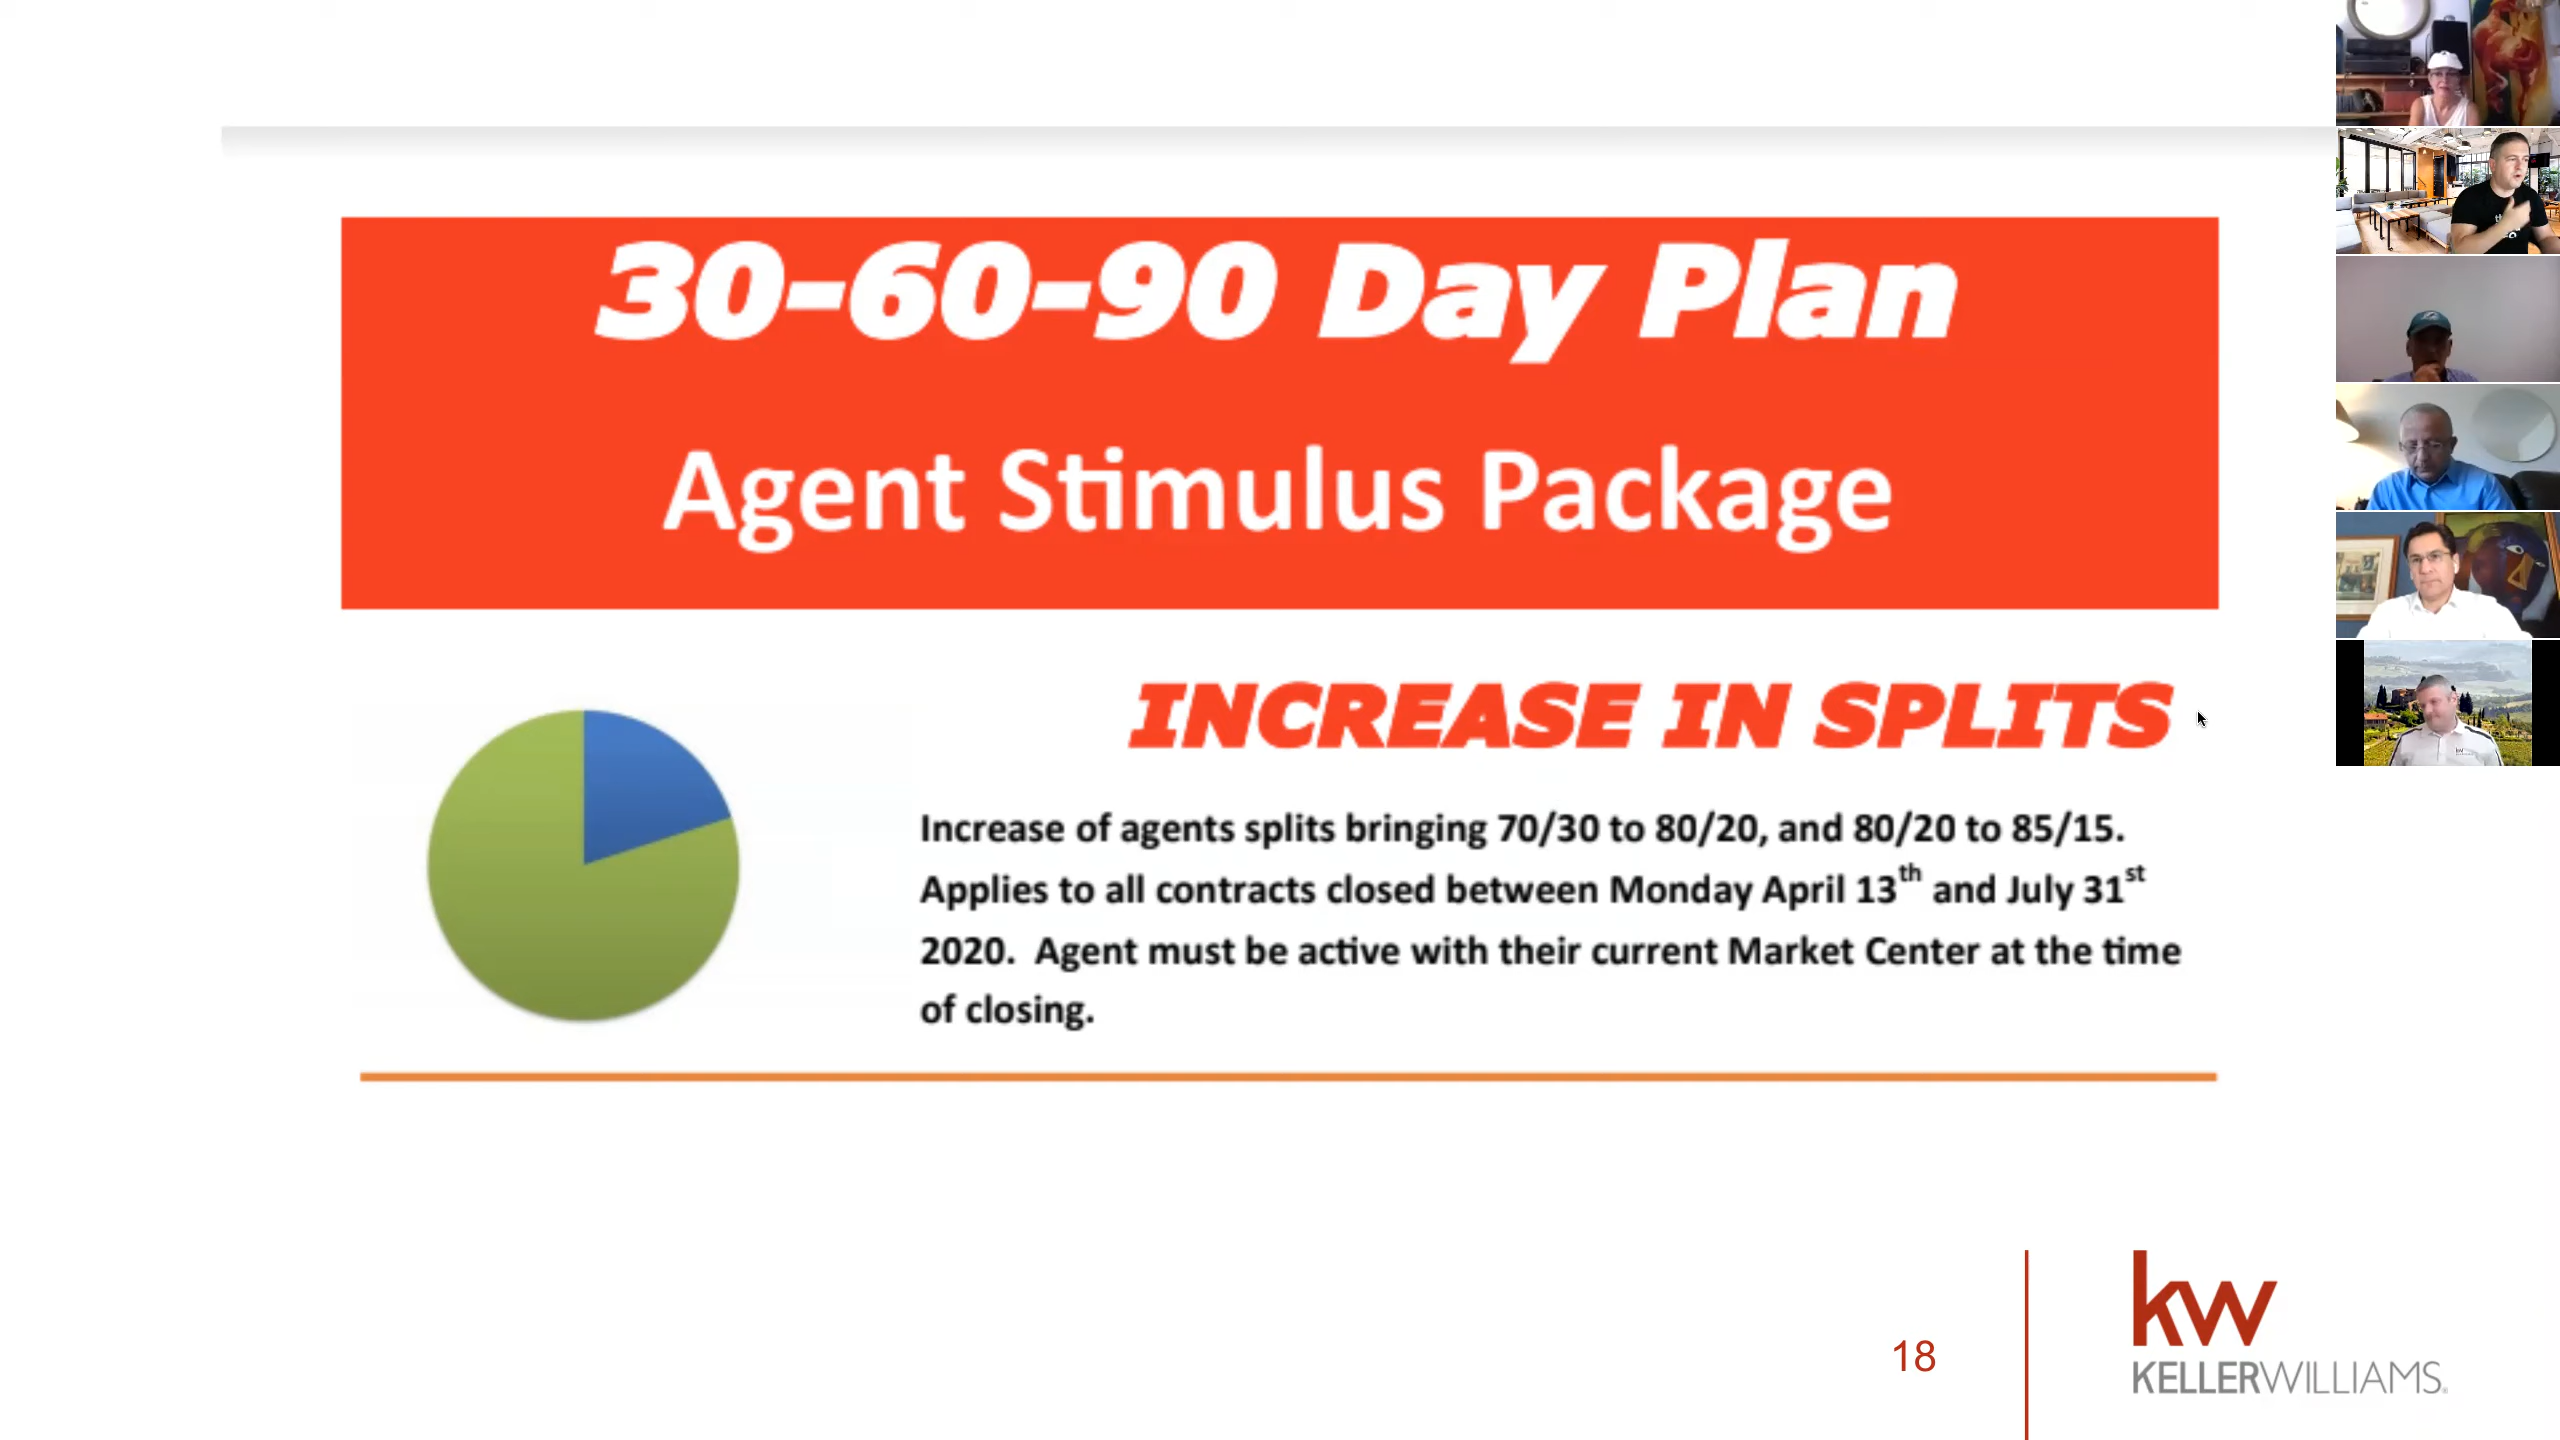 30-60-90 Day Plan
Agent Stimulus Package
INCREASE IN SPLITS
Increase of agents splits bringing 70/30 to 80/20, and 80/20 to 85/15.
Applies to all contracts closed between Monday April 13th and July 31st
2020.  Agent must be active with their current Market Center at the time
of closing.
18
kw
KELLERWILLIAMS.
kw